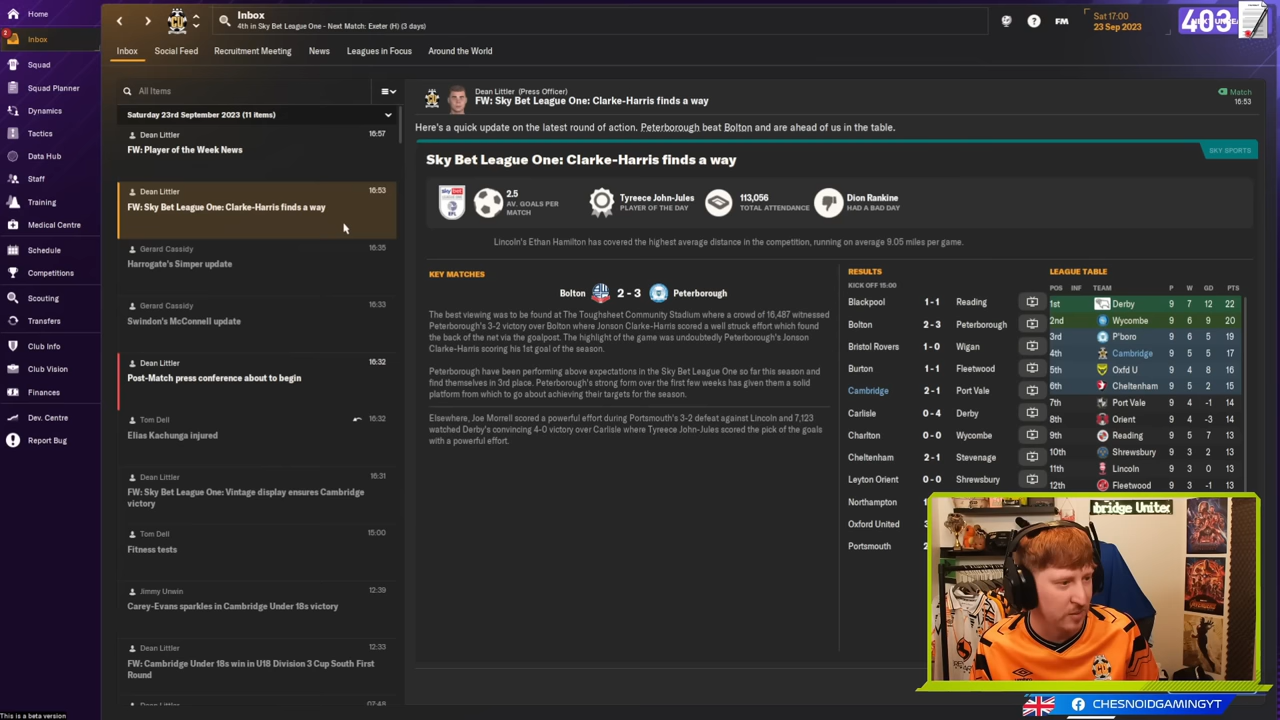 Home
Inbox
Squad
Squad Planner
Dynamics
Tactics
Data Hub
Staff
Training
Medical Centre
Schedule
Competitions
Scouting
Transfers
Club Info
Club Vision
Finances
Dev. Centre
Report Bug
This is a beta version
Inbox
4th in Sky Bet League One - Next Match: Exeter (H) (3 days)
FM
Sat 17:00
23 Sep 2023
403
Inbox
Social Feed
Recruitment Meeting
News
Leagues in Focus
Around the World
All Items
Saturday 23rd September 2023 (11 items)
Dean Littler 16:57
FW: Player of the Week News
Dean Littler 16:53
FW: Sky Bet League One: Clarke-Harris finds a way
Gerard Cassidy 16:35
Harrogate's Simper update
Gerard Cassidy 16:33
Swindon's McConnell update
Dean Littler 16:32
Post-Match press conference about to begin
Tom Dell 16:32
Elias Kachunga injured
Dean Littler 16:31
FW: Sky Bet League One: Vintage display ensures Cambridge
victory
Tom Dell 15:00
Fitness tests
Jimmy Unwin 12:39
Carey-Evans sparkles in Cambridge Under 18s victory
Dean Littler 12:33
FW: Cambridge Under 18s win in U18 Division 3 Cup South First
Round
Dean Littler (Press Officer)
FW: Sky Bet League One: Clarke-Harris finds a way
Match
16:53
Here's a quick update on the latest round of action. Peterborough beat Bolton and are ahead of us in the table.
SKY SPORTS
Sky Bet League One: Clarke-Harris finds a way
sky bet
EFL
2.5
AV. GOALS PER
MATCH
Tyreece John-Jules
PLAYER OF THE DAY
113,056
TOTAL ATTENDANCE
Dion Rankine
HAD A BAD DAY
Lincoln's Ethan Hamilton has covered the highest average distance in the competition, running on average 9.05 miles per game.
KEY MATCHES
Bolton 2 - 3 Peterborough
The best viewing was to be found at The Toughsheet Community Stadium where a crowd of 16,487 witnessed
Peterborough's 3-2 victory over Bolton where Jonson Clarke-Harris scored a well struck effort which found
the back of the net via the goalpost. The highlight of the game was undoubtedly Peterborough's Jonson
Clarke-Harris scoring his 1st goal of the season.
Peterborough have been performing above expectations in the Sky Bet League One so far this season and
find themselves in 3rd place. Peterborough's strong form over the first few weeks has given them a solid
platform from which to go about achieving their targets for the season.
Elsewhere, Joe Morrell scored a powerful effort during Portsmouth's 3-2 defeat against Lincoln and 7,123
watched Derby's convincing 4-0 victory over Carlisle where Tyreece John-Jules scored the pick of the goals
with a powerful effort.
RESULTS
KICK OFF 15:00
Blackpool 1 - 1 Reading
Bolton 2 - 3 Peterborough
Bristol Rovers 1 - 0 Wigan
Burton 1 - 1 Fleetwood
Cambridge 2 - 1 Port Vale
Carlisle 0 - 4 Derby
Charlton 0 - 0 Wycombe
Cheltenham 2 - 1 Stevenage
Leyton Orient 0 - 0 Shrewsbury
Northampton
Oxford United
Portsmouth
LEAGUE TABLE
POS INF TEAM P W GD PTS
1st Derby 9 7 12 22
2nd Wycombe 9 6 9 20
3rd P'boro 9 6 5 19
4th Cambridge 9 5 5 17
5th Oxfd U 9 4 8 16
6th Cheltenham 9 5 2 15
7th Port Vale 9 4 -1 14
8th Orient 9 4 -3 14
9th Reading 9 5 7 13
10th Shrewsbury 9 3 2 13
11th Lincoln 9 3 0 13
12th Fleetwood 9 3 -1 13
bridge Unite
CHESNOIDGAMINGYT